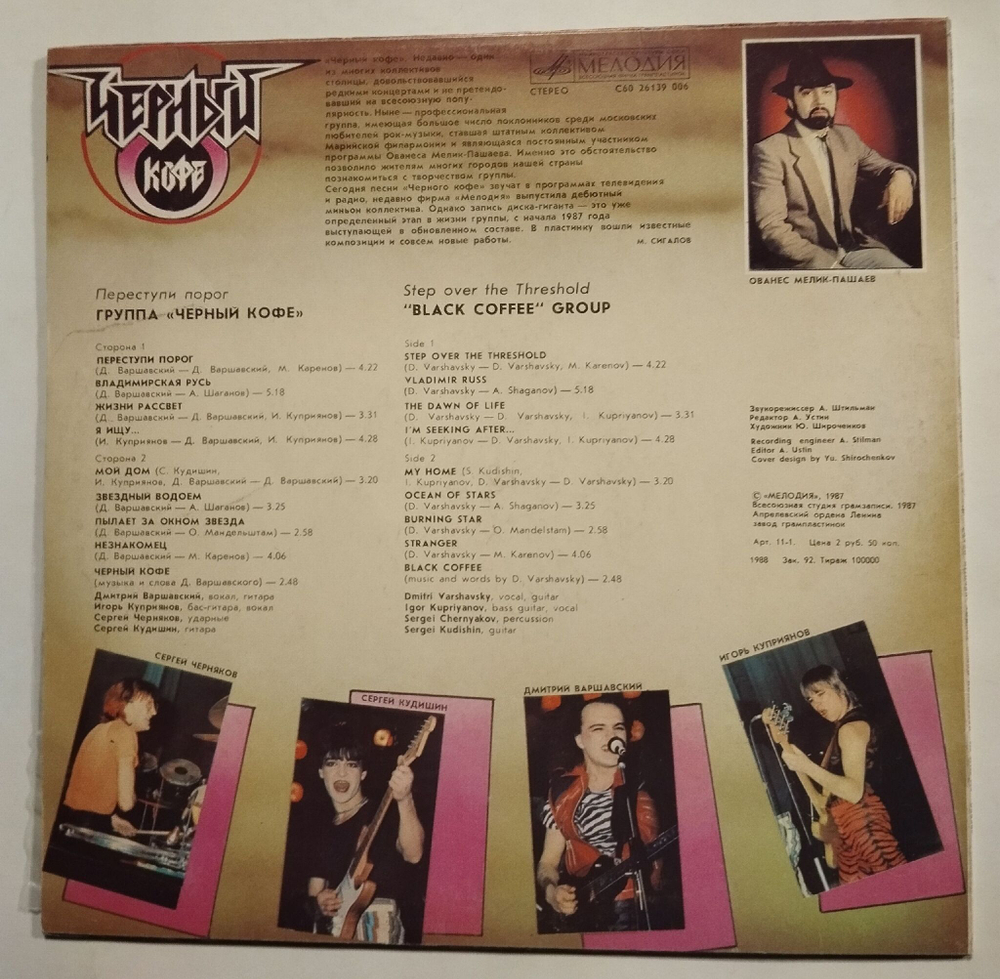 ЧЕРНЫЙ
КОФЕ
«Черный кофе». Недавно — один
из многих коллективов
столицы, довольствовавшийся
редкими концертами и не претендо-
вавший на всесоюзную попу-
лярность. Ныне — профессиональная
группа, имеющая большое число поклонников среди московских
любителей рок-музыки, ставшая штатным коллективом
Марийской филармонии и являющаяся постоянным участником
программы Ованеса Мелик-Пашаева. Именно это обстоятельство
позволило жителям многих городов нашей страны
познакомиться с творчеством группы.
Сегодня песни «Черного кофе» звучат в программах телевидения
и радио, недавно фирма «Мелодия» выпустила дебютный
миньон коллектива. Однако запись диска-гиганта — это уже
определенный этап в жизни группы, с начала 1987 года
выступающей в обновленном составе. В пластинку вошли известные
композиции и совсем новые работы.
М. СИГАЛОВ
МЕЛОДИЯ
СТЕРЕО С60 26139 006
ОВАНЕС МЕЛИК-ПАШАЕВ
Переступи порог
ГРУППА «ЧЕРНЫЙ КОФЕ»
Сторона 1
ПЕРЕСТУПИ ПОРОГ
(Д. Варшавский — Д. Варшавский, М. Каренов) — 4.22
ВЛАДИМИРСКАЯ РУСЬ
(Д. Варшавский — А. Шаганов) — 5.18
ЖИЗНИ РАССВЕТ
(Д. Варшавский — Д. Варшавский, И. Куприянов) — 3.31
Я ИЩУ...
(И. Куприянов — Д. Варшавский, И. Куприянов) — 4.28
Сторона 2
МОЙ ДОМ (С. Кудишин,
И. Куприянов, Д. Варшавский — Д. Варшавский) — 3.20
ЗВЕЗДНЫЙ ВОДОЕМ
(Д. Варшавский — А. Шаганов) — 3.25
ПЫЛАЕТ ЗА ОКНОМ ЗВЕЗДА
(Д. Варшавский — О. Мандельштам) — 2.58
НЕЗНАКОМЕЦ
(Д. Варшавский — М. Каренов) — 4.06
ЧЕРНЫЙ КОФЕ
(музыка и слова Д. Варшавского) — 2.48
Дмитрий Варшавский, вокал, гитара
Игорь Куприянов, бас-гитара, вокал
Сергей Черняков, ударные
Сергей Кудишин, гитара
Step over the Threshold
“BLACK COFFEE“ GROUP
Side 1
STEP OVER THE THRESHOLD
(D. Varshavsky — D. Varshavsky, M. Karenov) — 4.22
VLADIMIR RUSS
(D. Varshavsky — A. Shaganov) — 5.18
THE DAWN OF LIFE
(D. Varshavsky — D. Varshavsky, I. Kupriyanov) — 3.31
I'M SEEKING AFTER...
(I. Kupriyanov — D. Varshavsky, I. Kupriyanov) — 4.28
Side 2
MY HOME (S. Kudishin,
I. Kupriyanov, D. Varshavsky — D. Varshavsky) — 3.20
OCEAN OF STARS
(D. Varshavsky — A. Shaganov) — 3.25
BURNING STAR
(D. Varshavsky — O. Mandelstam) — 2.58
STRANGER
(D. Varshavsky — M. Karenov) — 4.06
BLACK COFFEE
(music and words by D. Varshavsky) — 2.48
Dmitri Varshavsky, vocal, guitar
Igor Kupriyanov, bass guitar, vocal
Sergei Chernyakov, percussion
Sergei Kudishin, guitar
Звукорежиссер А. Штильман
Редактор А. Устин
Художник Ю. Широченков
Recording engineer A. Stilman
Editor A. Ustin
Cover design by Yu. Shirochenkov
© «МЕЛОДИЯ», 1987
Всесоюзная студия грамзаписи, 1987
Апрелевский ордена Ленина
завод грампластинок
Арт. 11-1. Цена 2 руб. 50 коп.
1988 Зак. 92. Тираж 100000
СЕРГЕЙ ЧЕРНЯКОВ
СЕРГЕЙ КУДИШИН
ДМИТРИЙ ВАРШАВСКИЙ
ИГОРЬ КУПРИЯНОВ